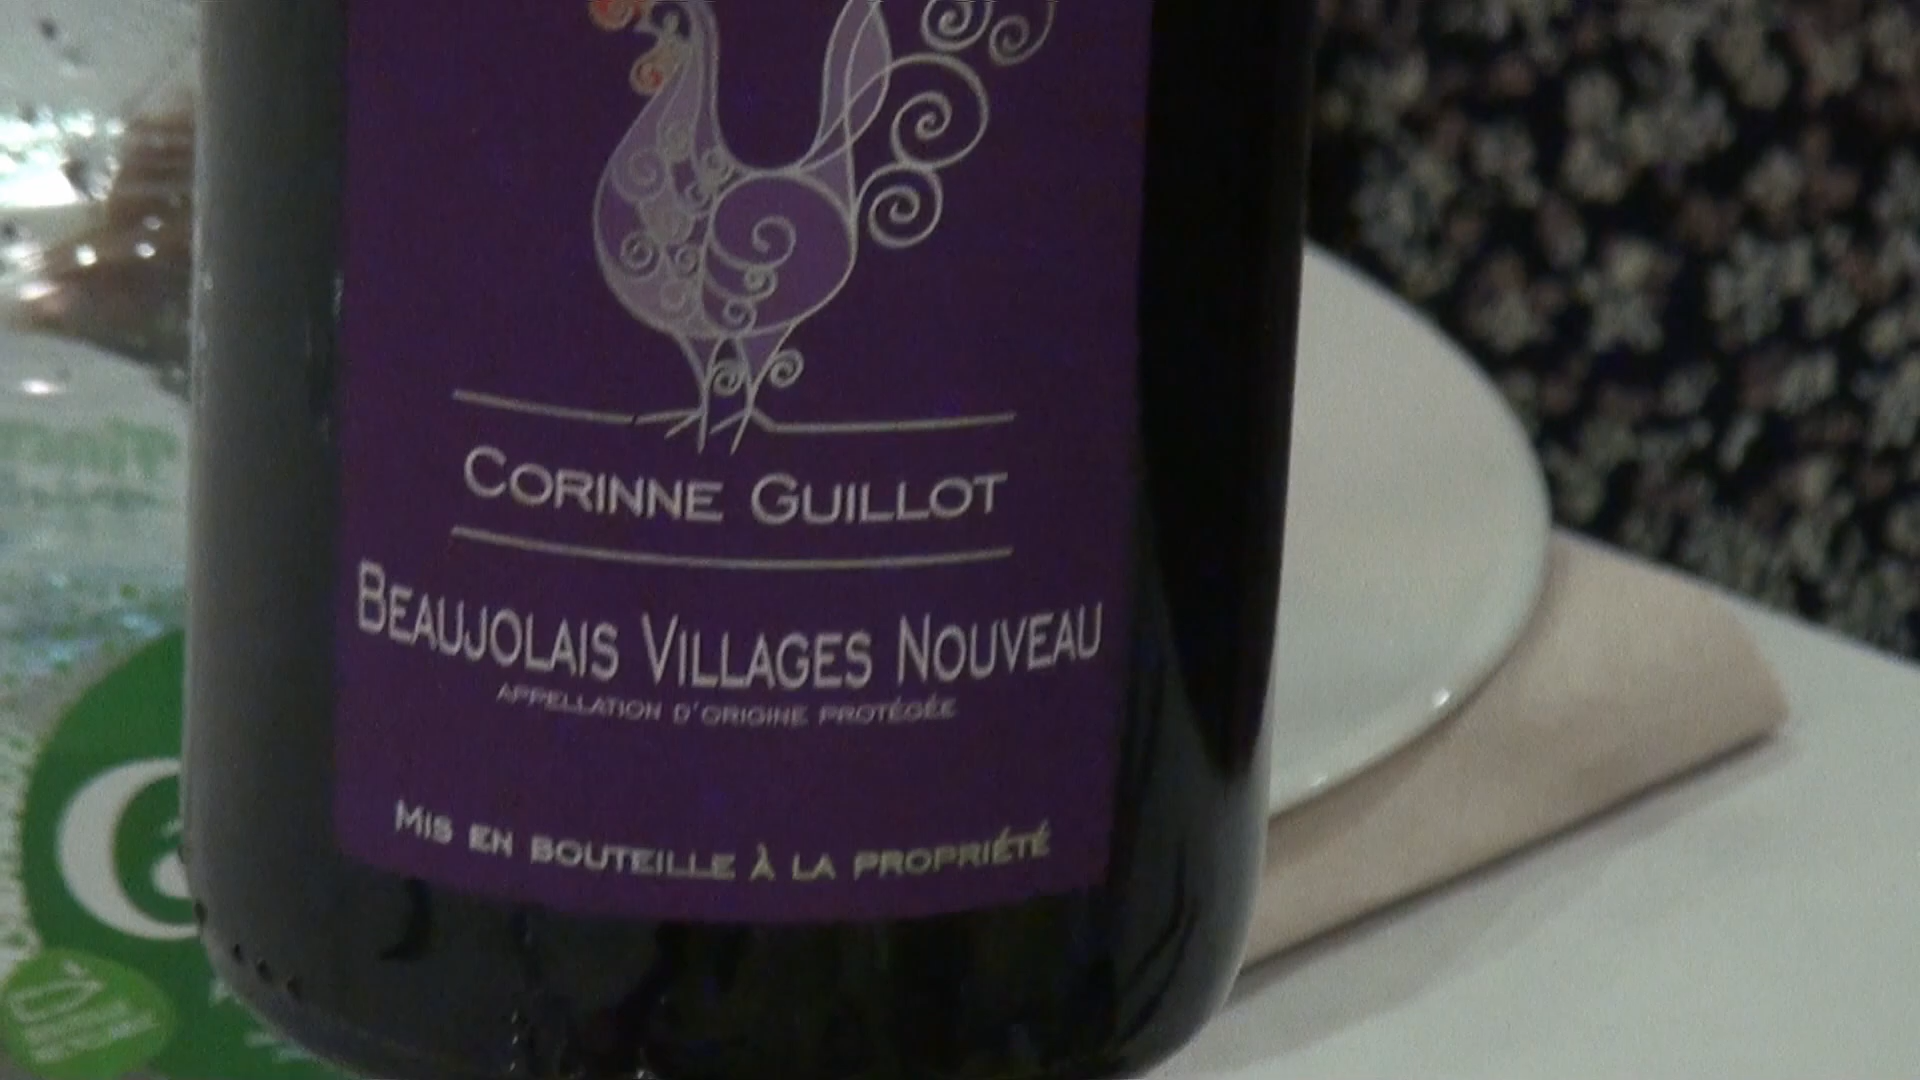 CORINNE GUILLOT
BEAUJOLAIS VILLAGES NOUVEAU
APPELLATION D'ORIGINE PROTÉGÉE
MIS EN BOUTEILLE À LA PROPRIÉTÉ